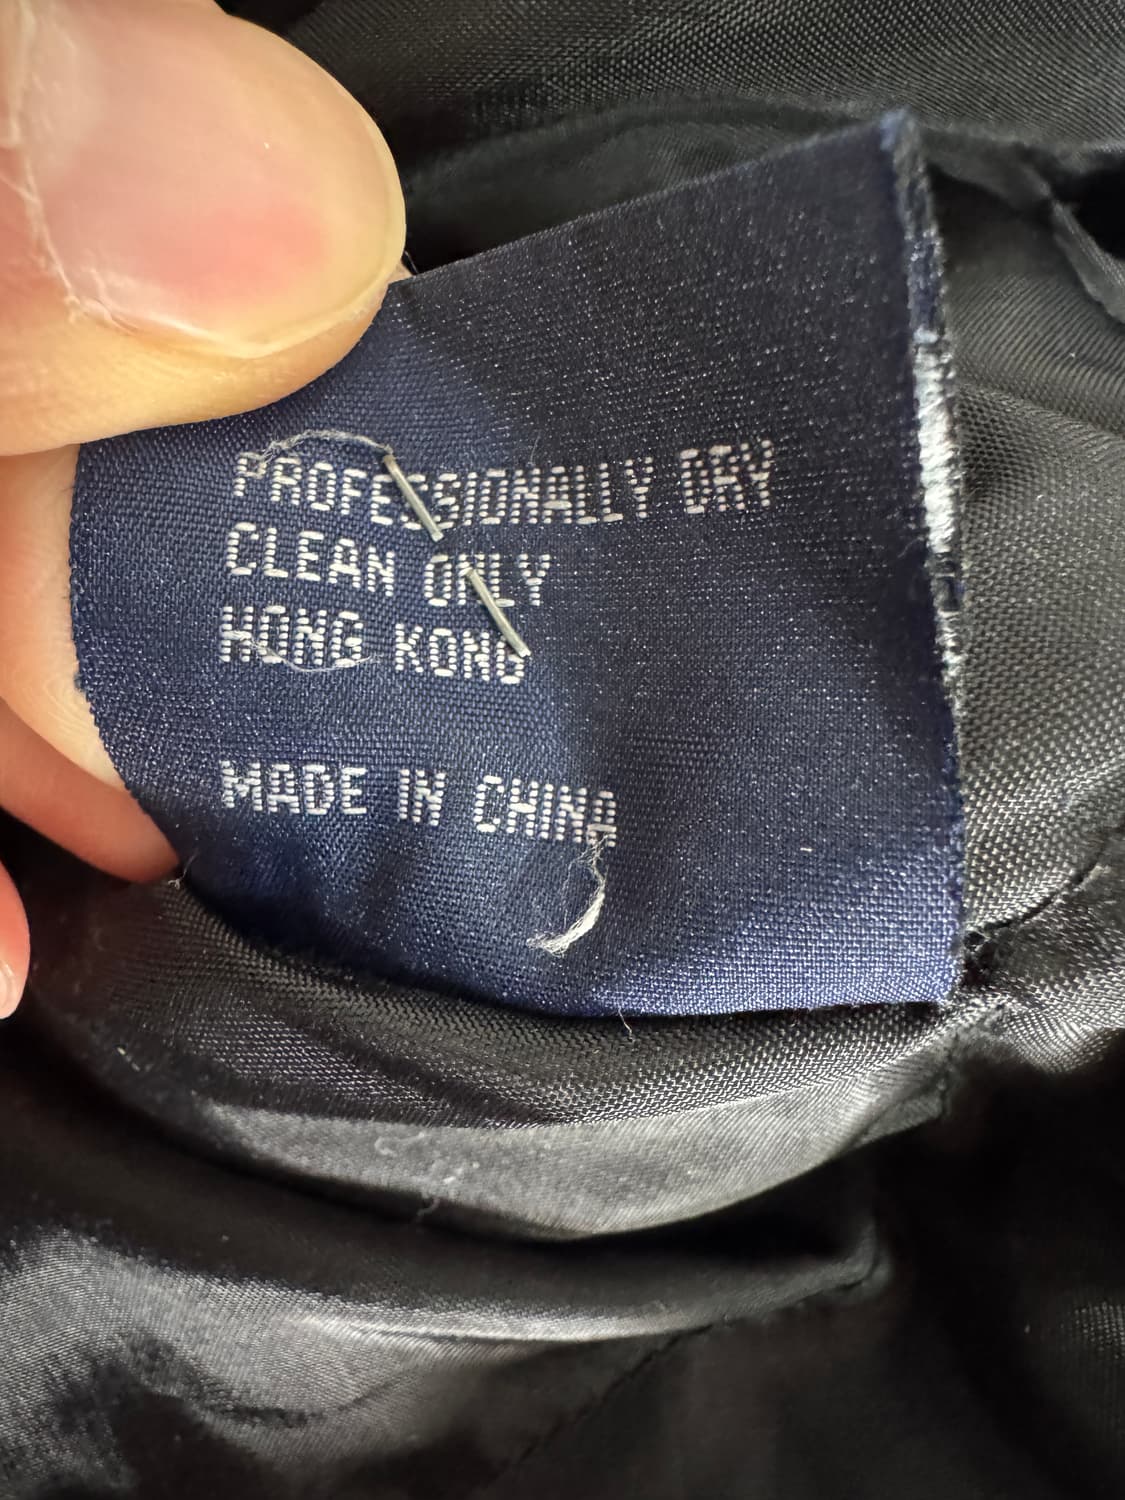 PROFESSIONALLY DRY
CLEAN ONLY
HONG KONG
MADE IN CHINA